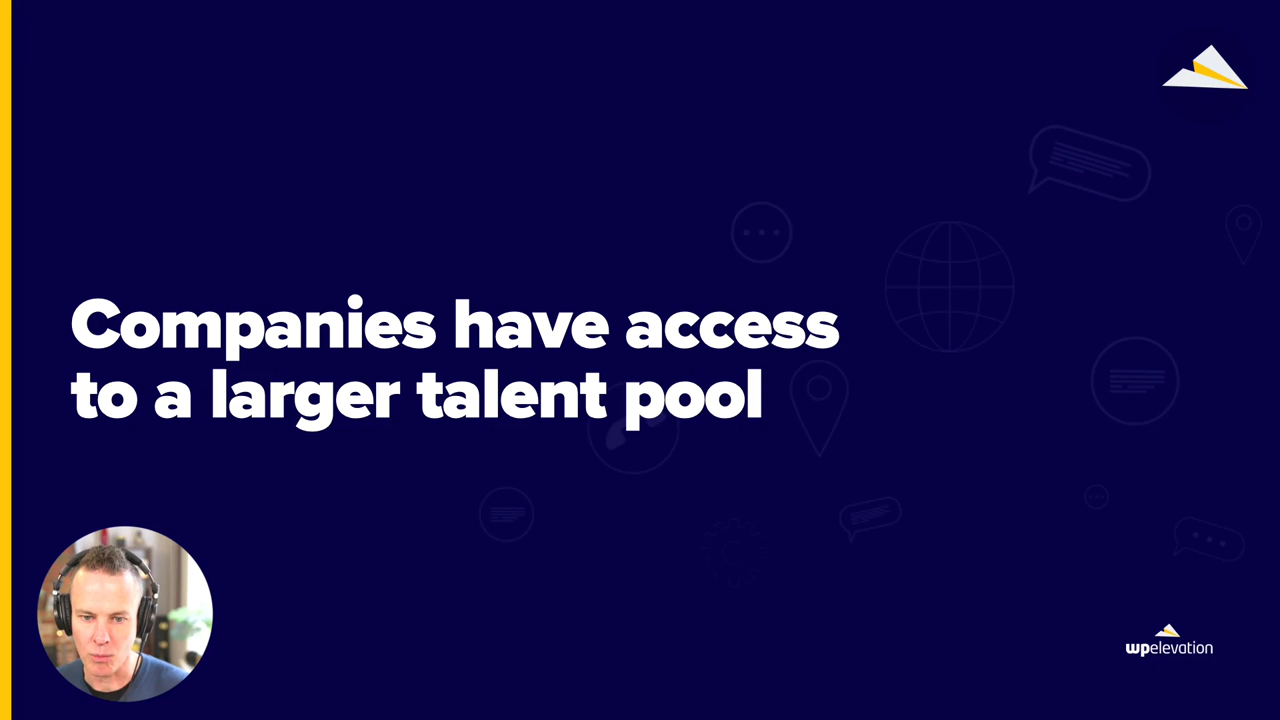 Companies have access
to a larger talent pool
wpelevation